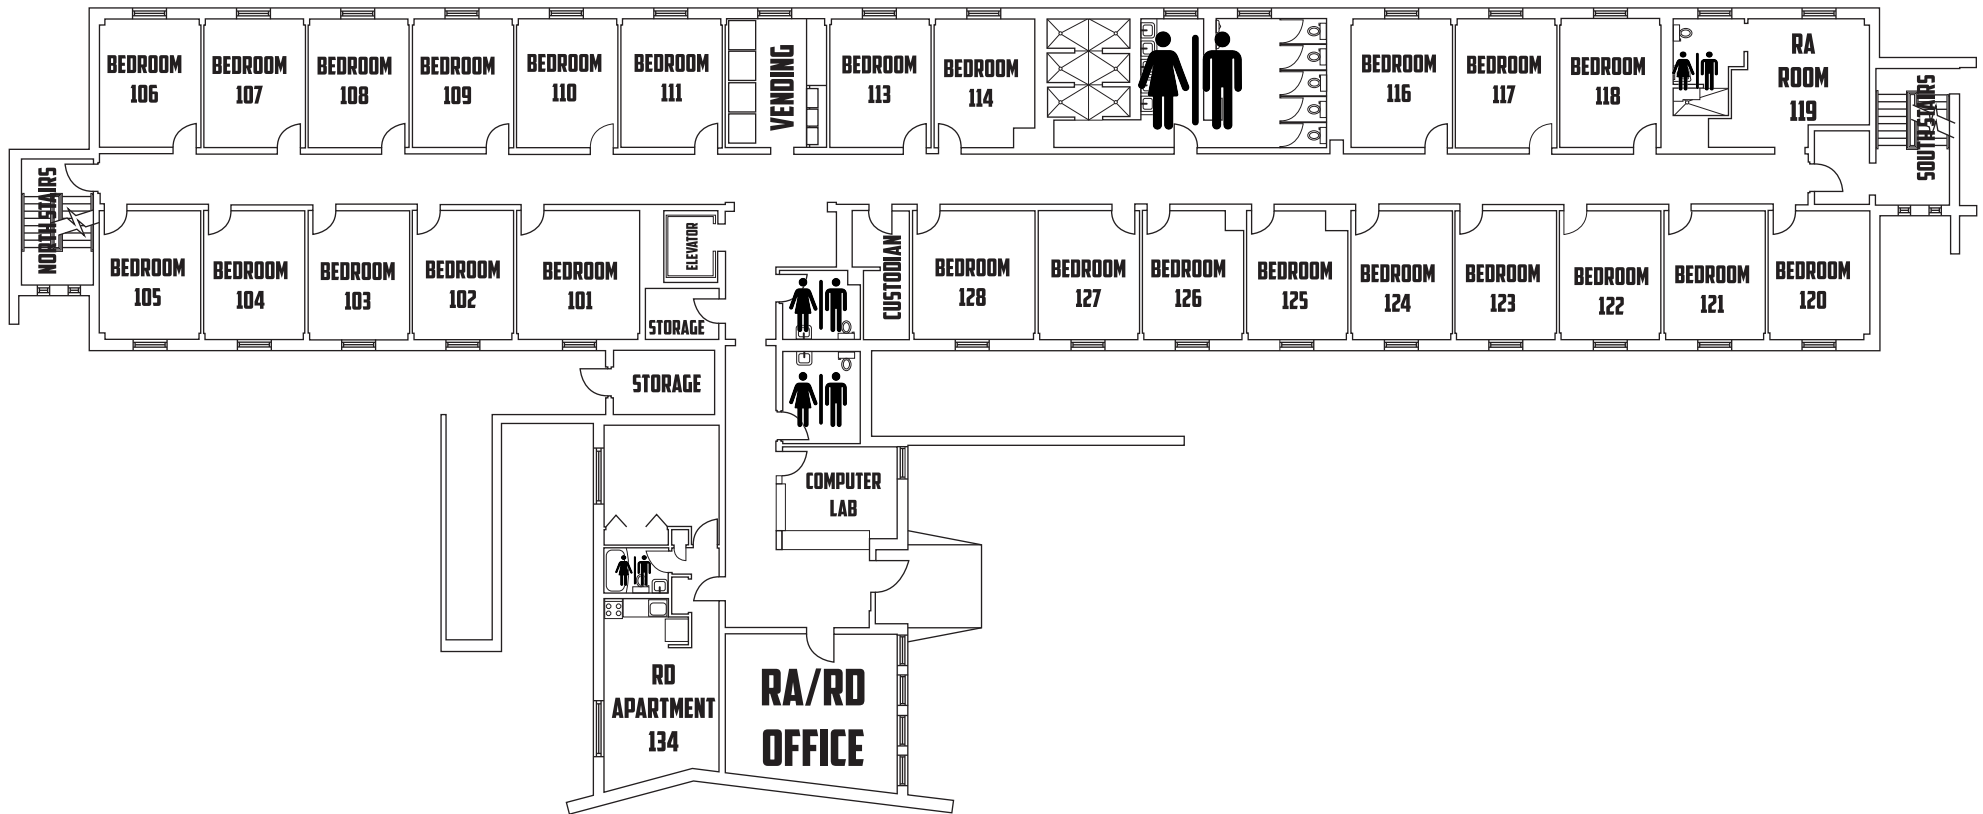 BEDROOM
106
BEDROOM
107
BEDROOM
108
BEDROOM
109
BEDROOM
110
BEDROOM
111
VENDING
BEDROOM
113
BEDROOM
114
BEDROOM
116
BEDROOM
117
BEDROOM
118
RA
ROOM
119
SOUTH STAIRS
NORTH STAIRS
BEDROOM
105
BEDROOM
104
BEDROOM
103
BEDROOM
102
BEDROOM
101
ELEVATOR
STORAGE
CUSTODIAN
BEDROOM
128
BEDROOM
127
BEDROOM
126
BEDROOM
125
BEDROOM
124
BEDROOM
123
BEDROOM
122
BEDROOM
121
BEDROOM
120
STORAGE
COMPUTER
LAB
RD
APARTMENT
134
RA/RD
OFFICE